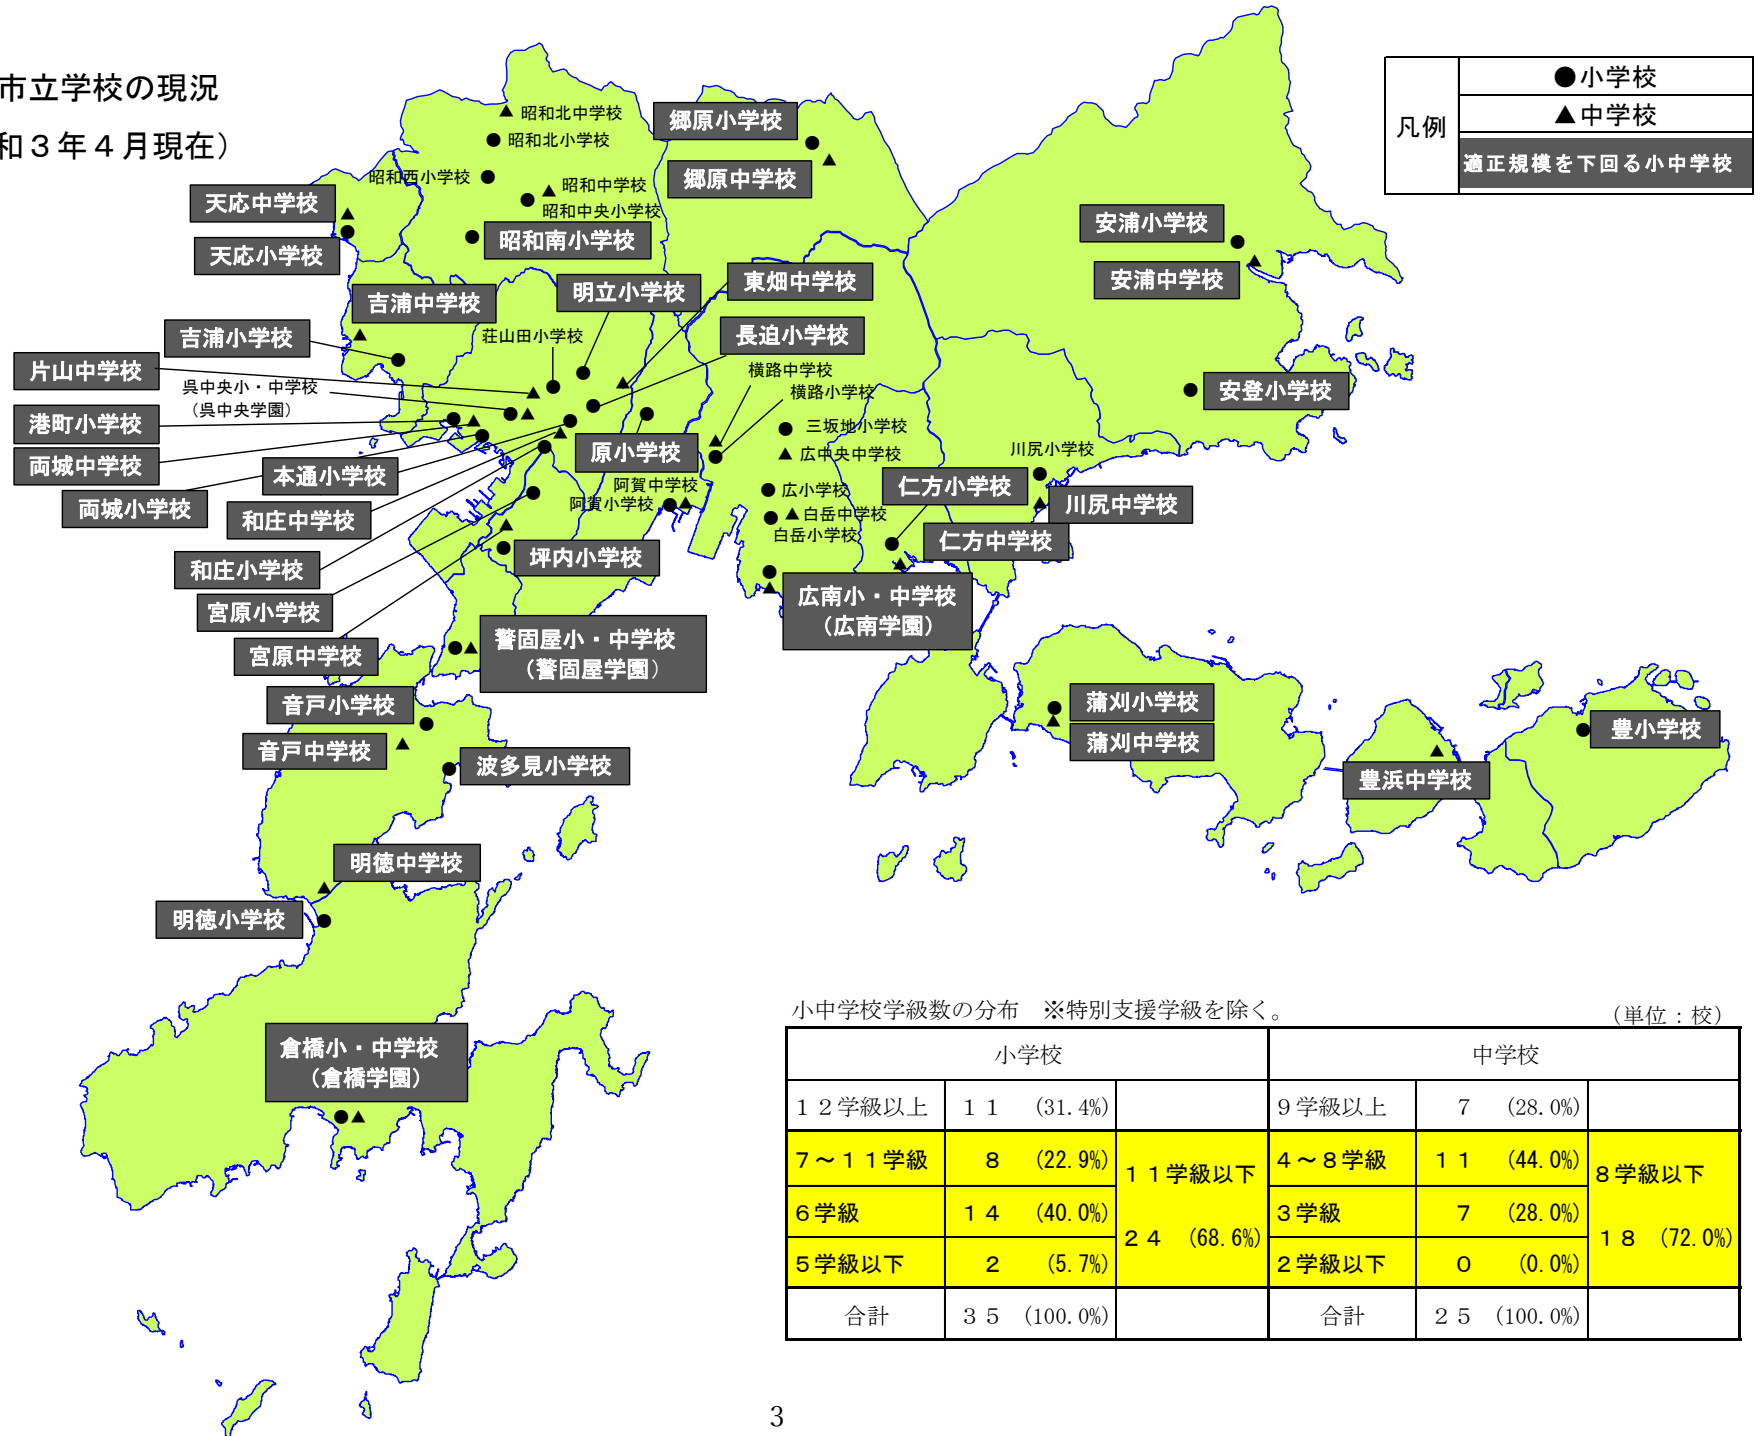 市立学校の現況
和３年４月現在）
凡例
●小学校
▲中学校
適正規模を下回る小中学校
昭和北中学校
昭和北小学校
昭和西小学校
昭和中学校
昭和中央小学校
昭和南小学校
郷原小学校
郷原中学校
天応中学校
天応小学校
安浦小学校
安浦中学校
吉浦中学校
明立小学校
東畑中学校
吉浦小学校
荘山田小学校
長迫小学校
片山中学校
呉中央小・中学校
（呉中央学園）
横路中学校
横路小学校
安登小学校
港町小学校
両城中学校
両城小学校
本通小学校
和庄中学校
和庄小学校
宮原小学校
宮原中学校
原小学校
三坂地小学校
広中央中学校
川尻小学校
川尻中学校
阿賀中学校
阿賀小学校
広小学校
白岳中学校
白岳小学校
仁方小学校
仁方中学校
坪内小学校
広南小・中学校
（広南学園）
警固屋小・中学校
（警固屋学園）
音戸小学校
音戸中学校
波多見小学校
蒲刈小学校
蒲刈中学校
豊小学校
豊浜中学校
明徳中学校
明徳小学校
倉橋小・中学校
（倉橋学園）
小中学校学級数の分布　※特別支援学級を除く。
（単位：校）
小学校 中学校
１２学級以上 １１ (31.4%) ９学級以上 ７ (28.0%)
７～１１学級 ８ (22.9%) １１学級以下 ４～８学級 １１ (44.0%) ８学級以下
６学級 １４ (40.0%) ２４ (68.6%) ３学級 ７ (28.0%) １８ (72.0%)
５学級以下 ２ (5.7%) ２学級以下 ０ (0.0%)
合計 ３５ (100.0%) 合計 ２５ (100.0%)
3